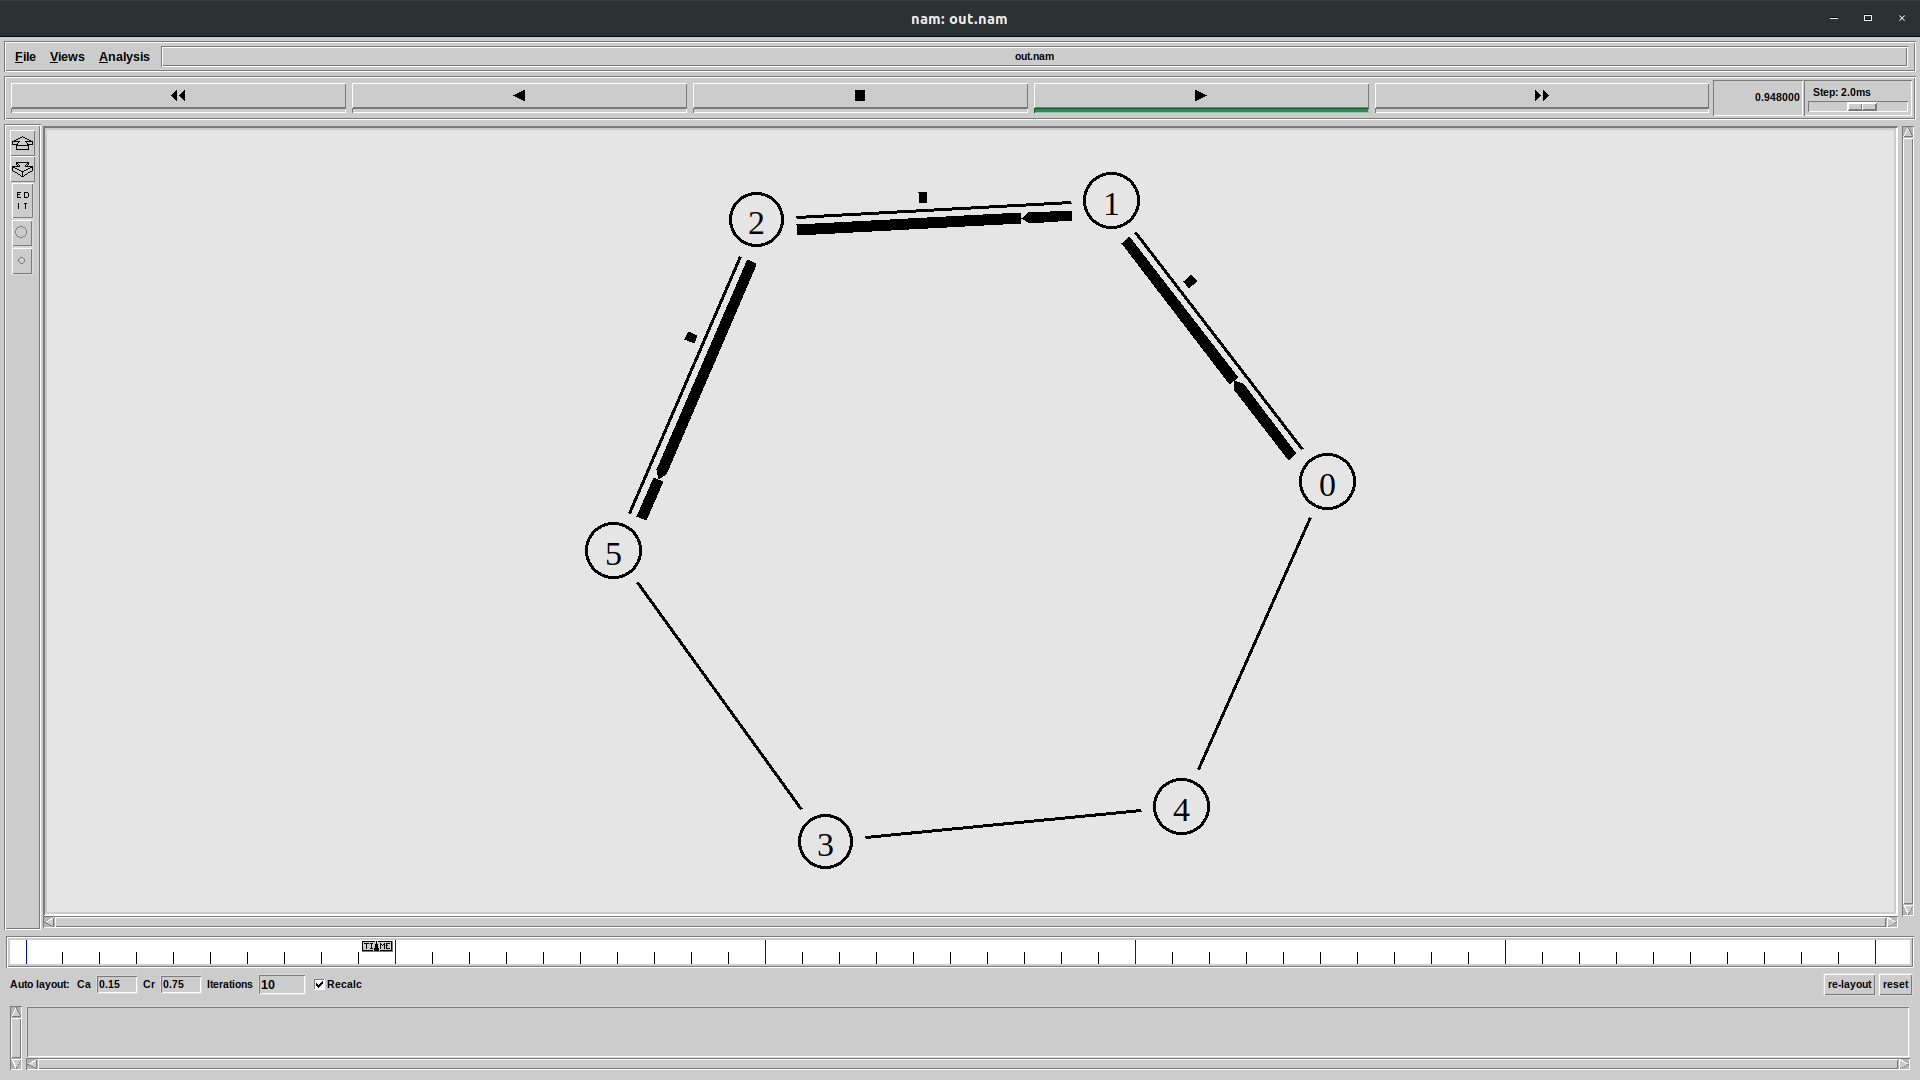 nam: out.nam
File Views Analysis out.nam
0.948000 Step: 2.0ms
E D
I T
1
2
0
5
4
3
TIME
Auto layout: Ca 0.15 Cr 0.75 Iterations 10 Recalc re-layout reset